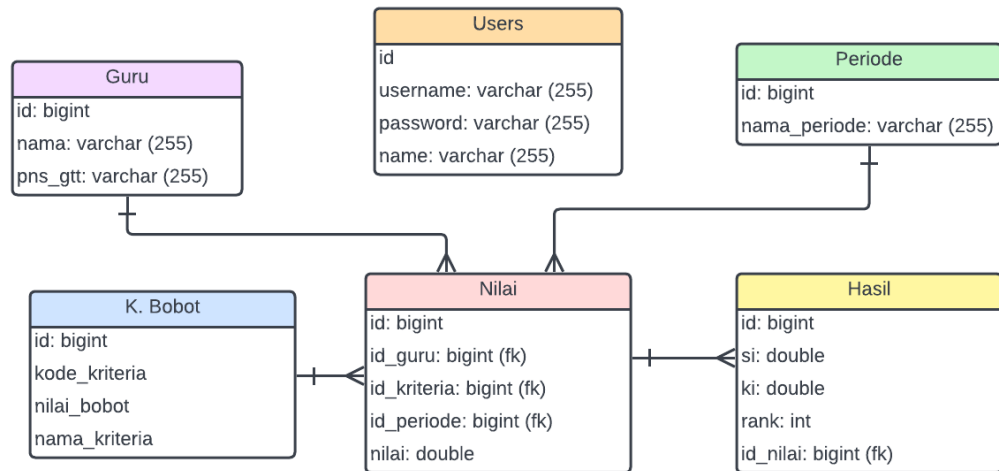 Users
id
username: varchar (255)
password: varchar (255)
name: varchar (255)
Guru
id: bigint
nama: varchar (255)
pns_gtt: varchar (255)
Periode
id: bigint
nama_periode: varchar (255)
K. Bobot
id: bigint
kode_kriteria
nilai_bobot
nama_kriteria
Nilai
id: bigint
id_guru: bigint (fk)
id_kriteria: bigint (fk)
id_periode: bigint (fk)
nilai: double
Hasil
id: bigint
si: double
ki: double
rank: int
id_nilai: bigint (fk)